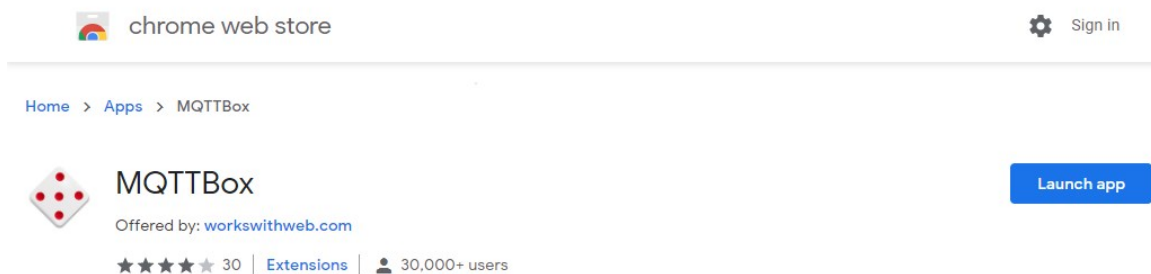 chrome web store
Sign in
Home > Apps > MQTTBox
MQTTBox
Launch app
Offered by: workswithweb.com
30 | Extensions | 30,000+ users